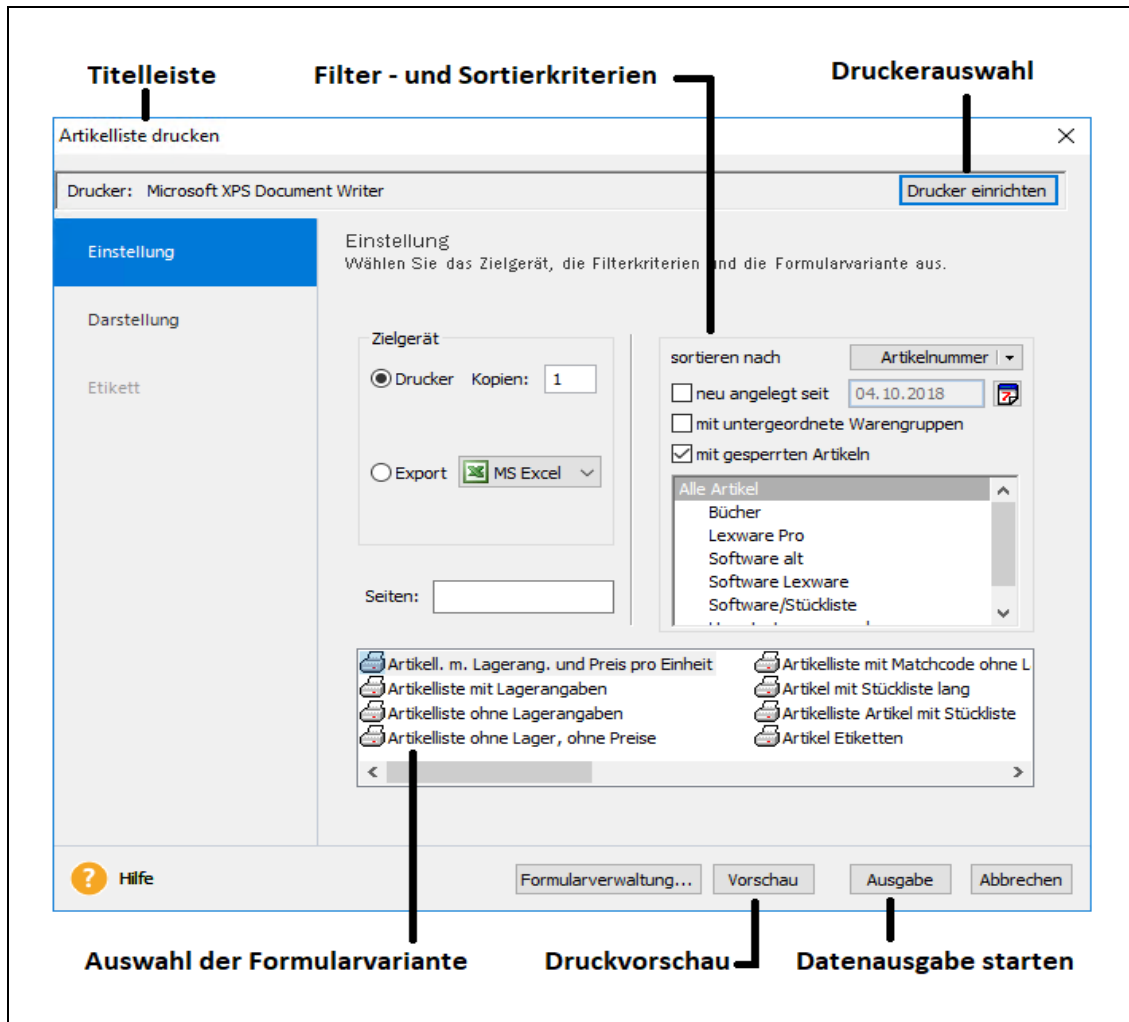 Titelleiste
Filter - und Sortierkriterien
Druckerauswahl
Artikelliste drucken
Drucker: Microsoft XPS Document Writer
Drucker einrichten
Einstellung
Darstellung
Etikett
Einstellung
Wählen Sie das Zielgerät, die Filterkriterien und die Formularvariante aus.
Zielgerät
Drucker Kopien: 1
Export MS Excel
Seiten:
sortieren nach Artikelnummer
neu angelegt seit 04.10.2018
mit untergeordnete Warengruppen
mit gesperrten Artikeln
Alle Artikel
Bücher
Lexware Pro
Software alt
Software Lexware
Software/Stückliste
Artikell. m. Lagerang. und Preis pro Einheit
Artikelliste mit Lagerangaben
Artikelliste ohne Lagerangaben
Artikelliste ohne Lager, ohne Preise
Artikelliste mit Matchcode ohne L
Artikel mit Stückliste lang
Artikelliste Artikel mit Stückliste
Artikel Etiketten
? Hilfe
Formularverwaltung...
Vorschau
Ausgabe
Abbrechen
Auswahl der Formularvariante
Druckvorschau
Datenausgabe starten